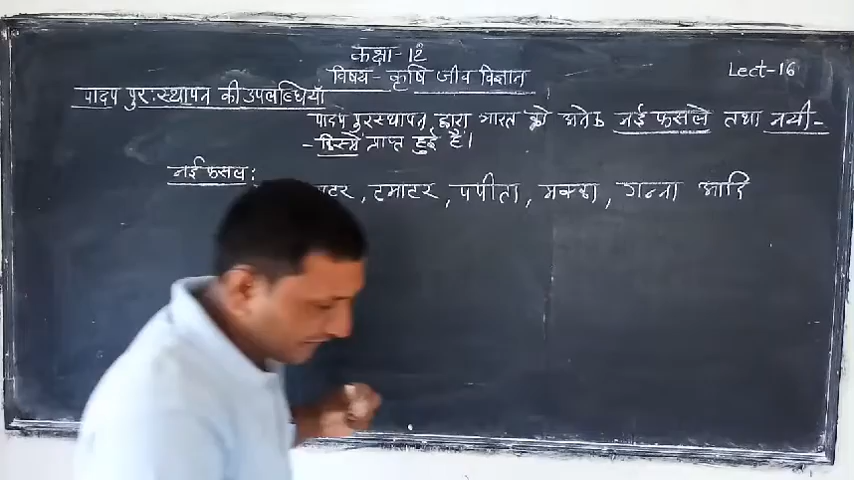 कक्षा-12
विषय- कृषि जीव विज्ञान
Lect-16
पादप पुरःस्थापन की उपलब्धियाँ
पादप पुरःस्थापन द्वारा भारत को अनेक नई फसलें तथा नयी-
- किस्में प्राप्त हुई हैं।
नई फसल:
टमाटर, पपीता, मक्का, गन्ना आदि